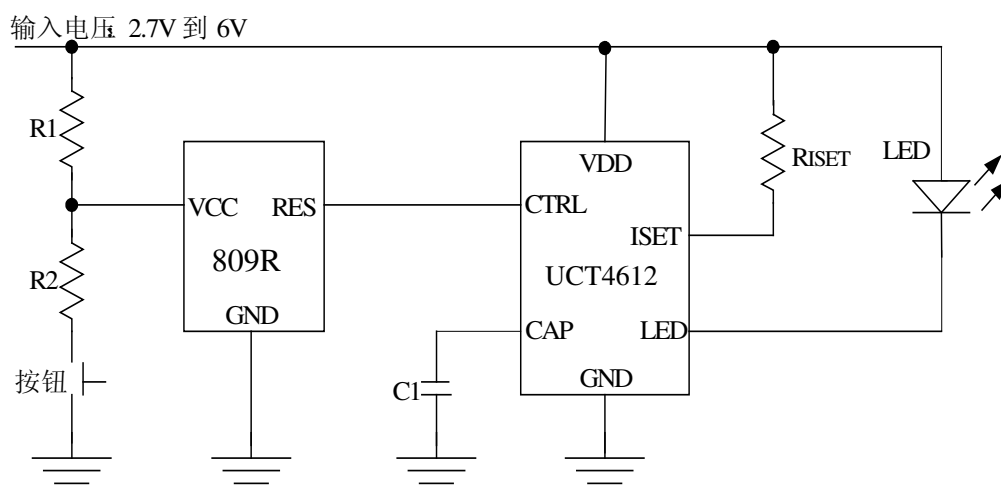 输入电压: 2.7V 到 6V
R1
RISET
LED
VDD
VCC
RES
CTRL
ISET
809R
R2
UCT4612
GND
CAP
LED
按钮
C1
GND